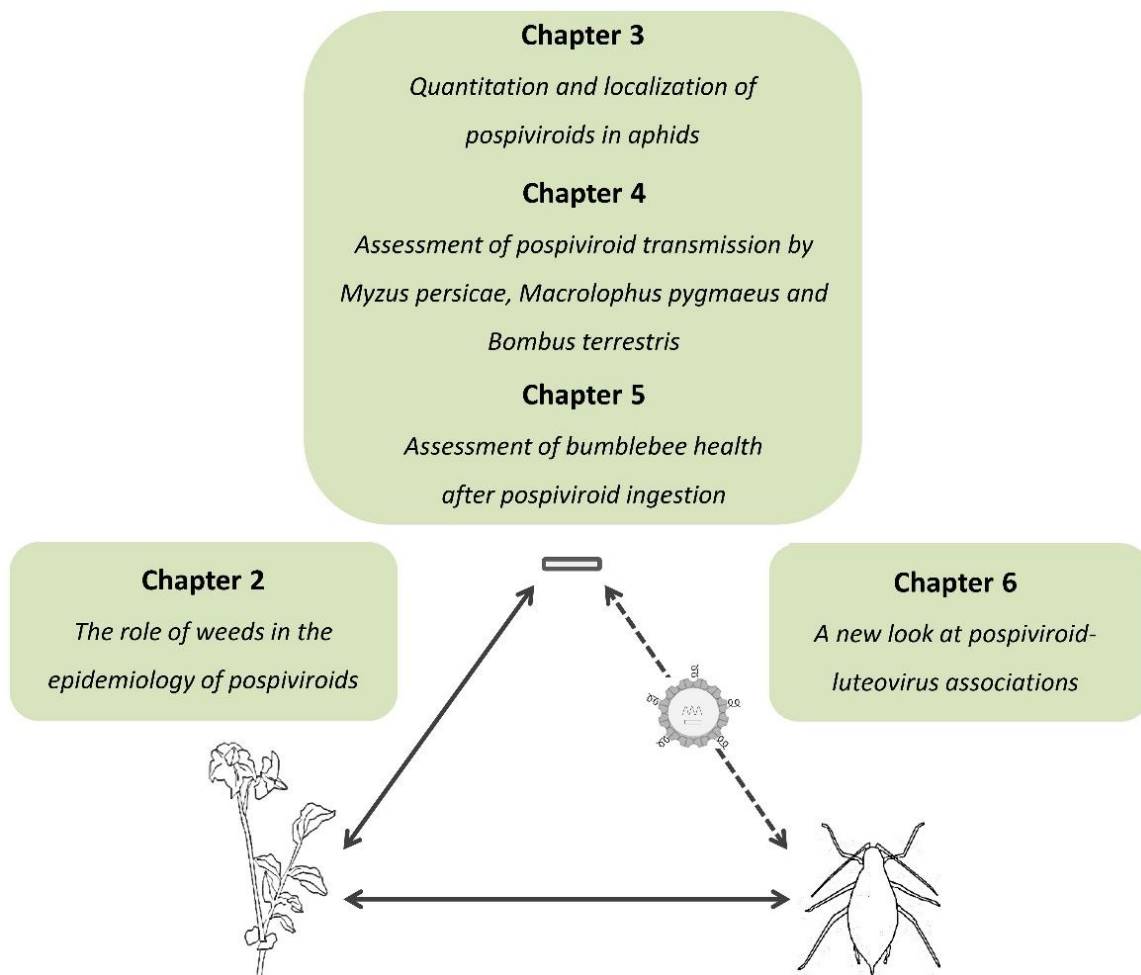 Chapter 3
Quantitation and localization of
pospiviroids in aphids
Chapter 4
Assessment of pospiviroid transmission by
Myzus persicae, Macrolophus pygmaeus and
Bombus terrestris
Chapter 5
Assessment of bumblebee health
after pospiviroid ingestion
Chapter 2
The role of weeds in the
epidemiology of pospiviroids
Chapter 6
A new look at pospiviroid-
luteovirus associations